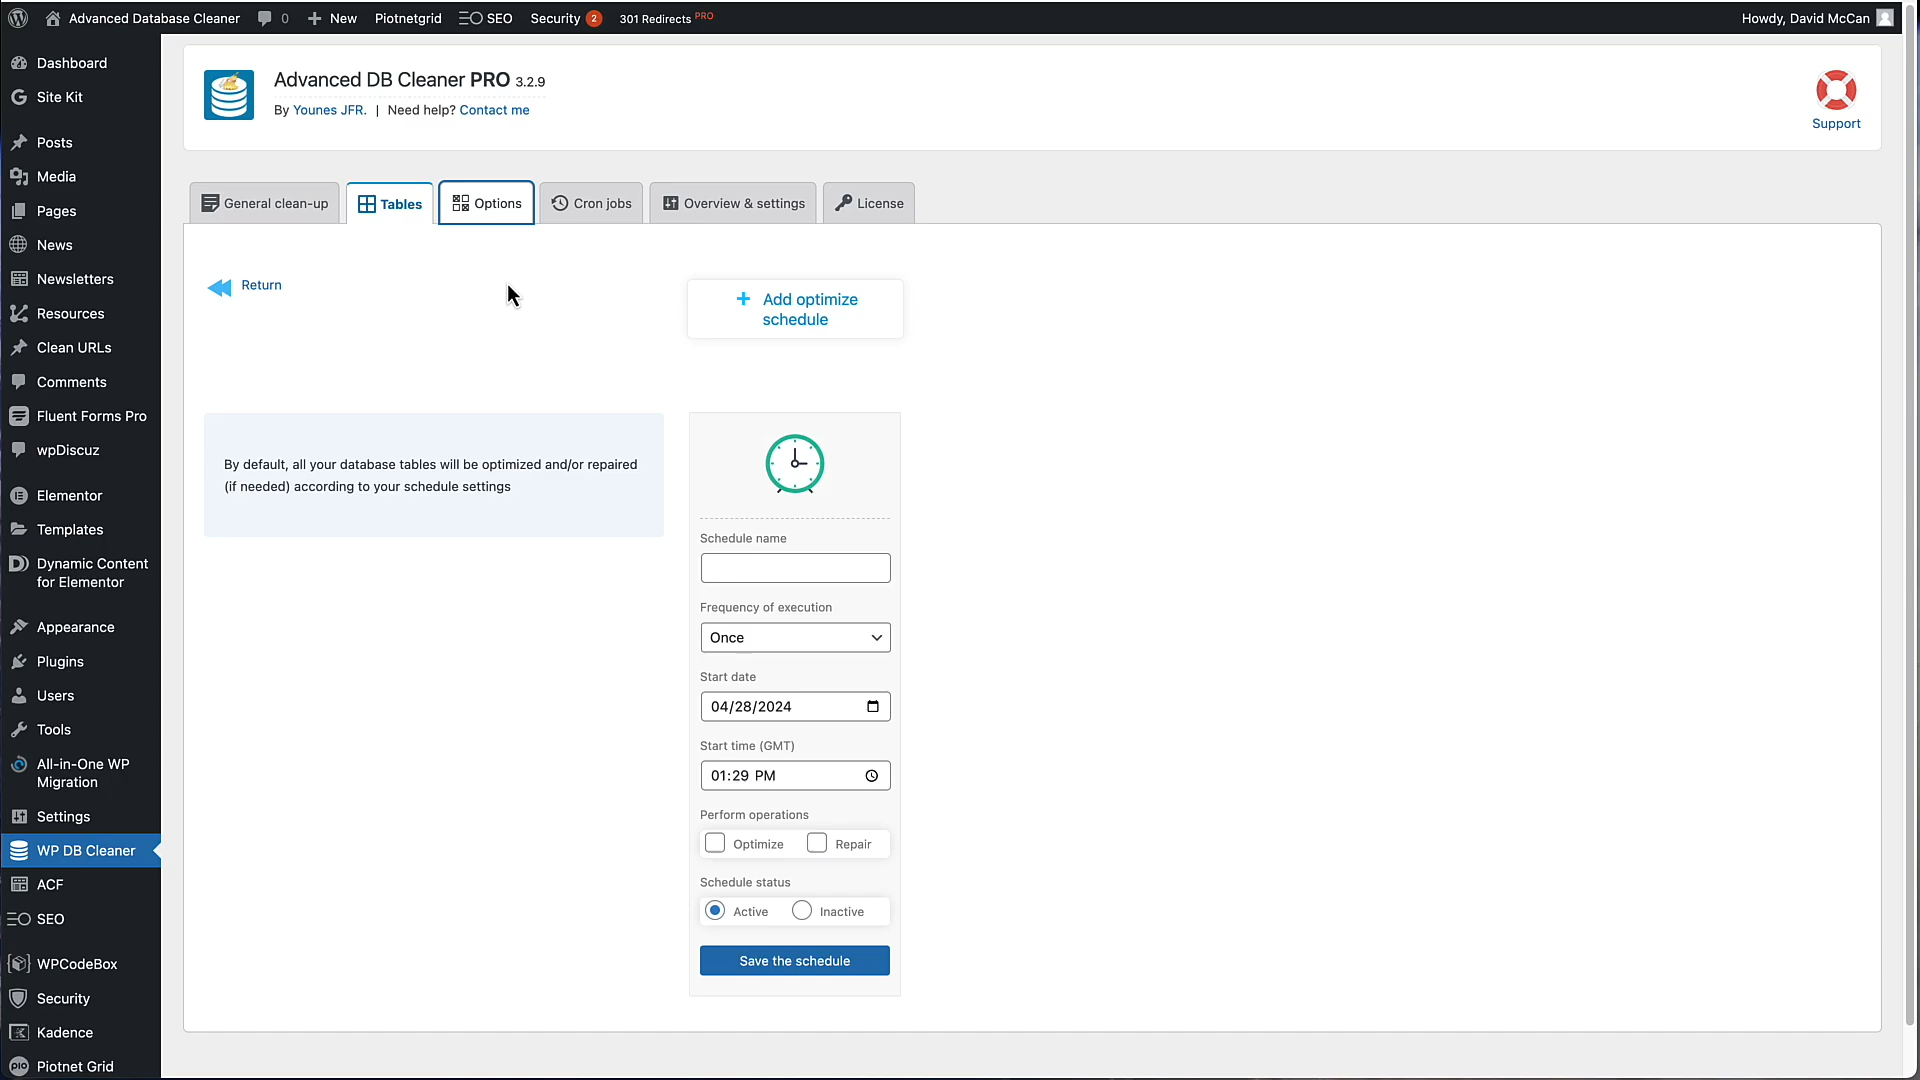 Advanced Database Cleaner 0 New Piotnetgrid SEO Security 2 301 Redirects PRO Howdy, David McCan
Dashboard
Site Kit
Posts
Media
Pages
News
Newsletters
Resources
Clean URLs
Comments
Fluent Forms Pro
wpDiscuz
Elementor
Templates
Dynamic Content
for Elementor
Appearance
Plugins
Users
Tools
All-in-One WP
Migration
Settings
WP DB Cleaner
ACF
SEO
WPCodeBox
Security
Kadence
Piotnet Grid
Advanced DB Cleaner PRO 3.2.9
By Younes JFR. | Need help? Contact me
Support
General clean-up Tables Options Cron jobs Overview & settings License
Return
+ Add optimize
schedule
By default, all your database tables will be optimized and/or repaired
(if needed) according to your schedule settings
Schedule name
Frequency of execution
Once
Start date
04/28/2024
Start time (GMT)
01:29 PM
Perform operations
Optimize Repair
Schedule status
Active Inactive
Save the schedule